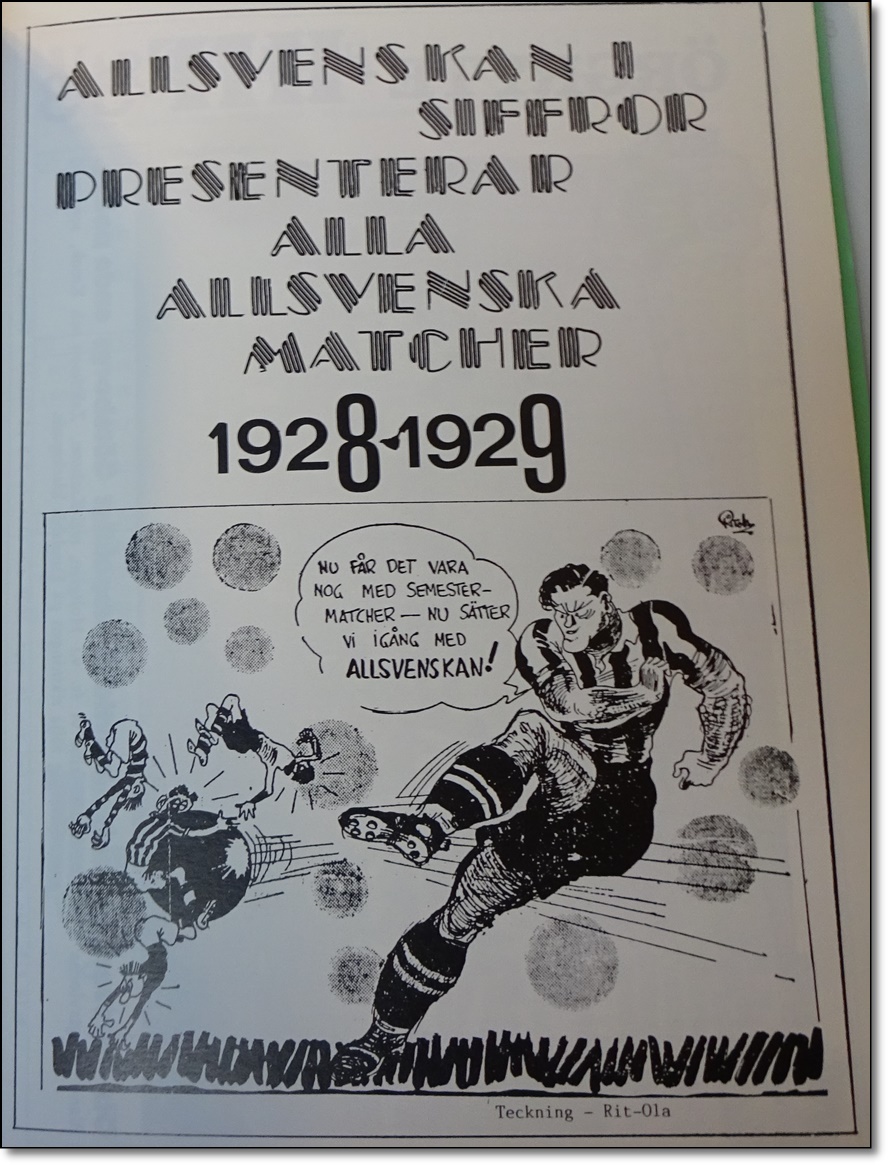 ALLSVENSKAN I
SIFFROR
PRESENTERAR
ALLA
ALLSVENSKA
MATCHER
1928-1929
NU FÅR DET VARA
NOG MED SEMESTER-
MATCHER — NU SÄTTER
VI IGÅNG MED
ALLSVENSKAN!
Teckning - Rit-Ola